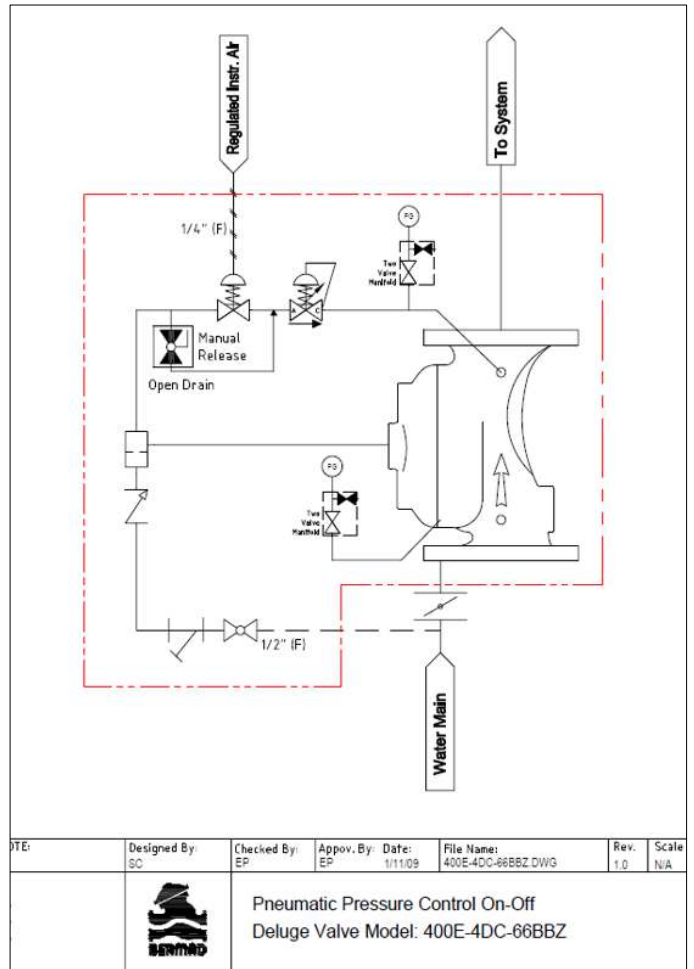 Regulated Instr. Air
To System
1/4" (F)
PG
Two
Valve
Manifold
A C
Manual
Release
Open Drain
PG
Two
Valve
Manifold
1/2" (F)
Water Main
OTE:
Designed By:
SC
Checked By:
EP
Appov. By:
EP
Date:
1/11/09
File Name:
400E-4DC-66BBZ.DWG
Rev.
1.0
Scale
N/A
BERMAD
Pneumatic Pressure Control On-Off
Deluge Valve Model: 400E-4DC-66BBZ